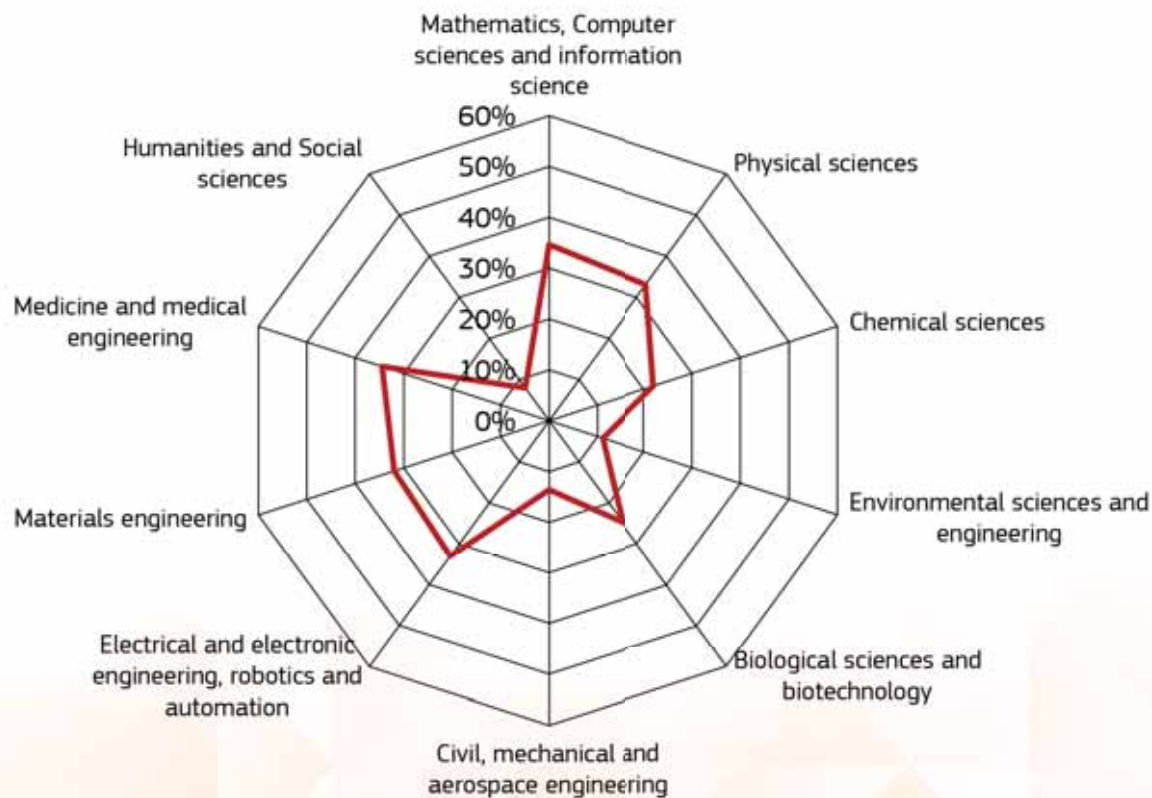 Mathematics, Computer
sciences and information
science
60%
50%
40%
30%
20%
10%
0%
Physical sciences
Chemical sciences
Environmental sciences and
engineering
Biological sciences and
biotechnology
Civil, mechanical and
aerospace engineering
Electrical and electronic
engineering, robotics and
automation
Materials engineering
Medicine and medical
engineering
Humanities and Social
sciences